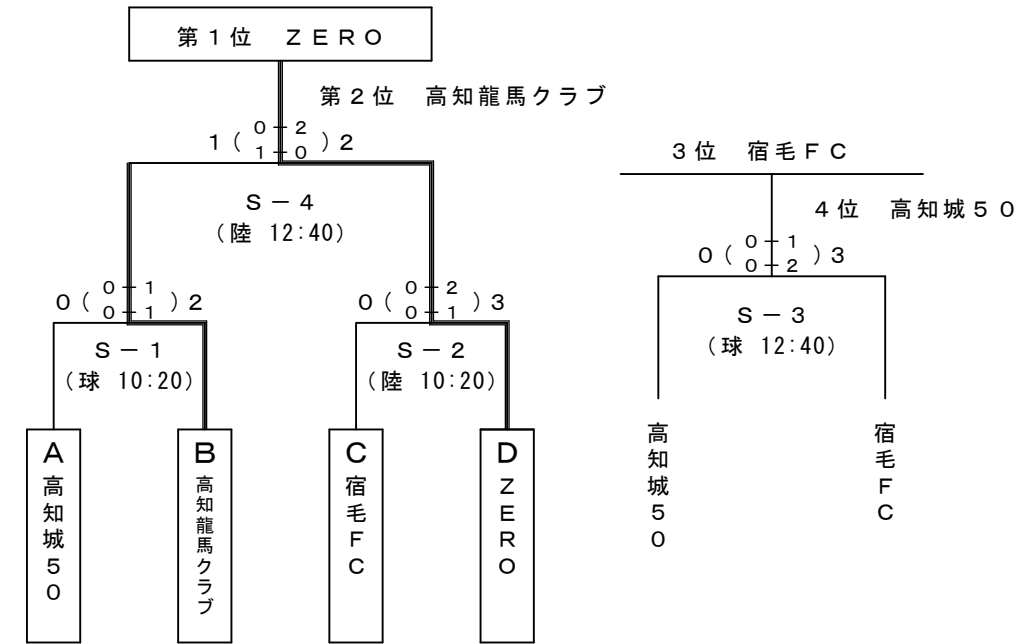 第１位　ＺＥＲＯ
第２位　高知龍馬クラブ
1 ( 0 - 2
1 - 0 ) 2
Ｓ－４
(陸 12:40)
0 ( 0 - 1
0 - 1 ) 2
Ｓ－１
(球 10:20)
0 ( 0 - 2
0 - 1 ) 3
Ｓ－２
(陸 10:20)
Ａ
高知城５０
Ｂ
高知龍馬クラブ
Ｃ
宿毛ＦＣ
Ｄ
ＺＥＲＯ
３位　宿毛ＦＣ
４位　高知城５０
0 ( 0 - 1
0 - 2 ) 3
Ｓ－３
(球 12:40)
高知城５０
宿毛ＦＣ